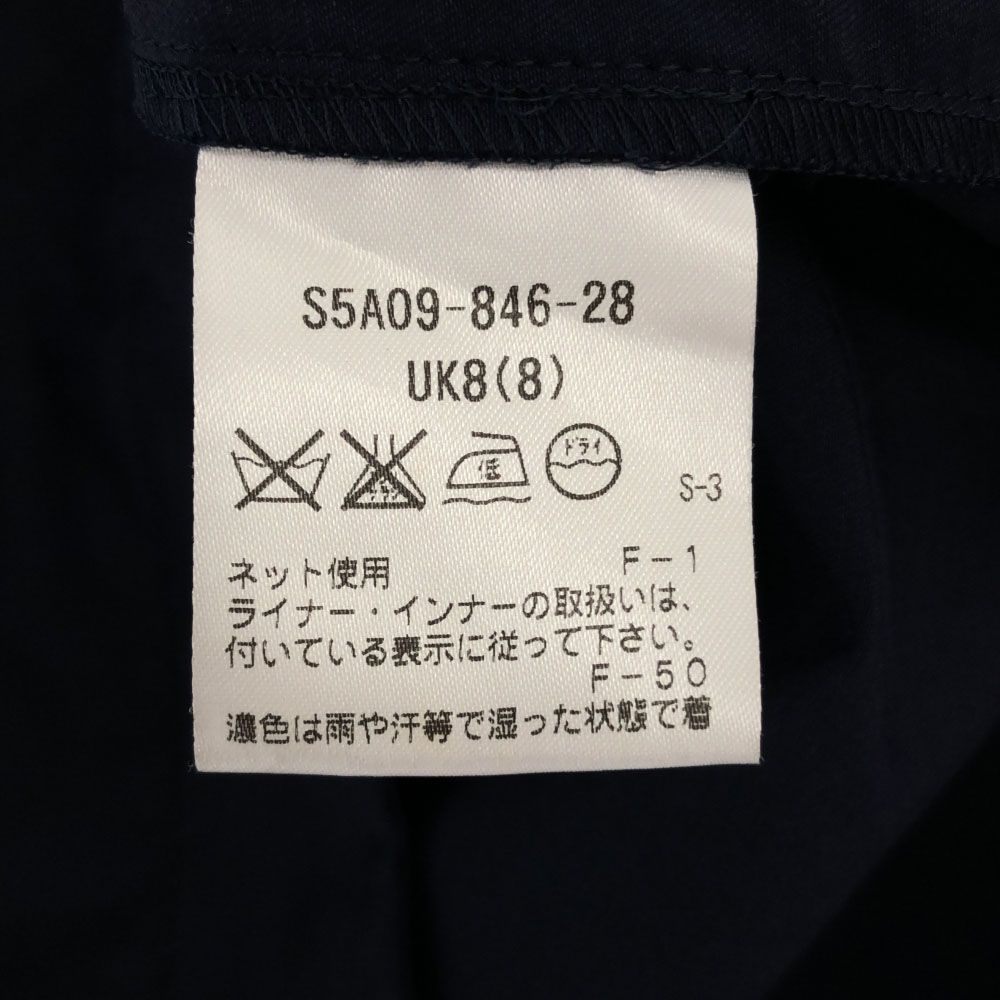 S5A09-846-28
UK8(8)
低 ドライ
S-3
F-1
ネット使用
ライナー・インナーの取扱いは、
付いている表示に従って下さい。
F-50
濃色は雨や汗等で湿った状態で着